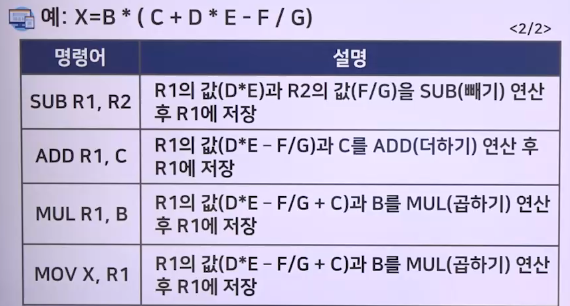 예: X=B * ( C + D * E - F / G)
<2/2>
명령어 설명
SUB R1, R2 R1의 값(D*E)과 R2의 값(F/G)을 SUB(빼기) 연산
후 R1에 저장
ADD R1, C R1의 값(D*E – F/G)과 C를 ADD(더하기) 연산 후
R1에 저장
MUL R1, B R1의 값(D*E – F/G + C)과 B를 MUL(곱하기) 연산
후 R1에 저장
MOV X, R1 R1의 값(D*E – F/G + C)과 B를 MUL(곱하기) 연산
후 R1에 저장